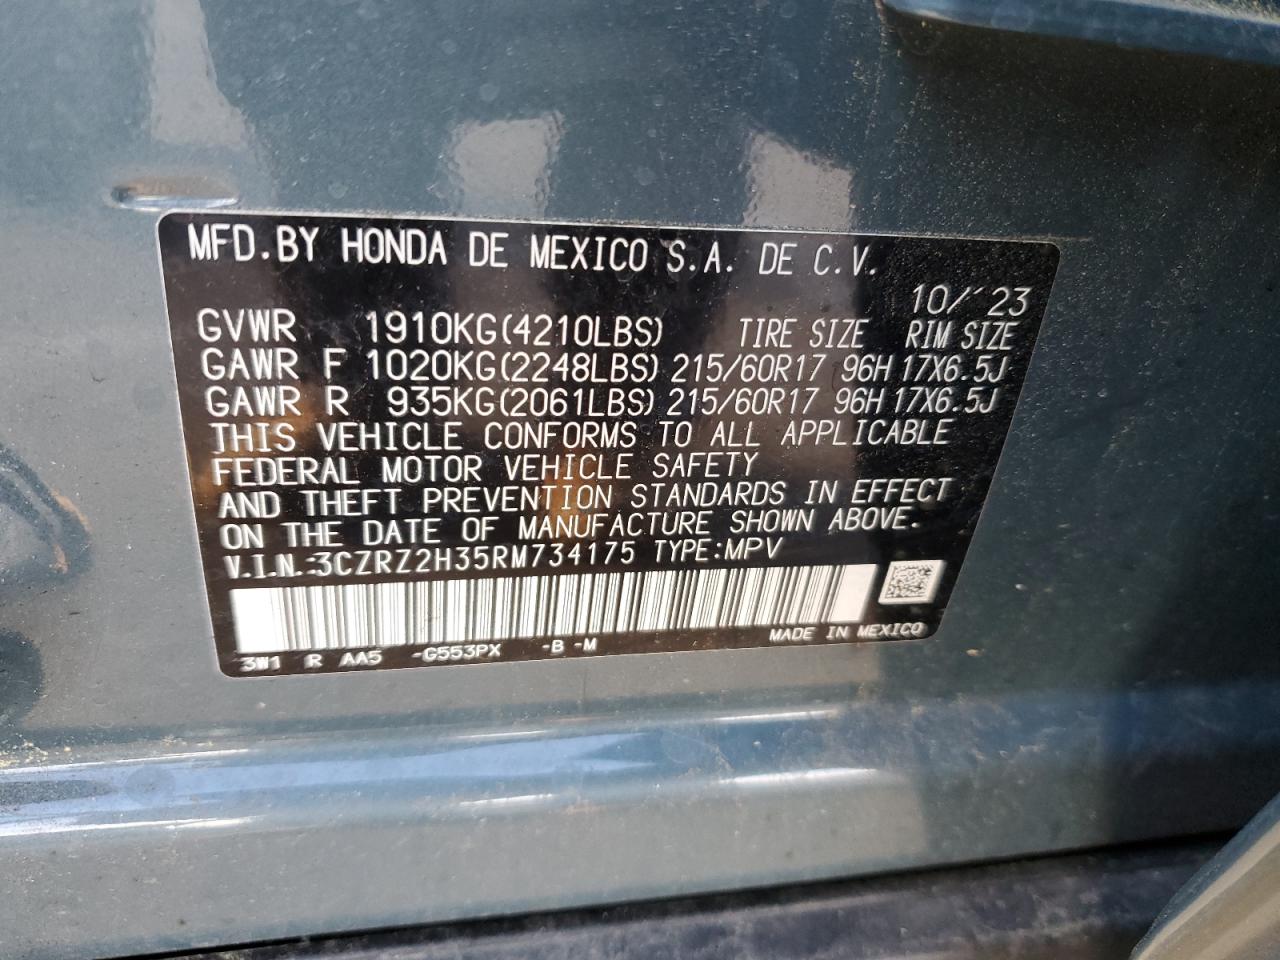 MFD.BY HONDA DE MEXICO S.A. DE C.V.
10/'23
GVWR 1910KG(4210LBS) TIRE SIZE RIM SIZE
GAWR F 1020KG(2248LBS) 215/60R17 96H 17X6.5J
GAWR R 935KG(2061LBS) 215/60R17 96H 17X6.5J
THIS VEHICLE CONFORMS TO ALL APPLICABLE
FEDERAL MOTOR VEHICLE SAFETY
AND THEFT PREVENTION STANDARDS IN EFFECT
ON THE DATE OF MANUFACTURE SHOWN ABOVE.
V.I.N.:3CZRZ2H35RM734175 TYPE:MPV
MADE IN MEXICO
3W1 R AA5 -G553PX -B -M